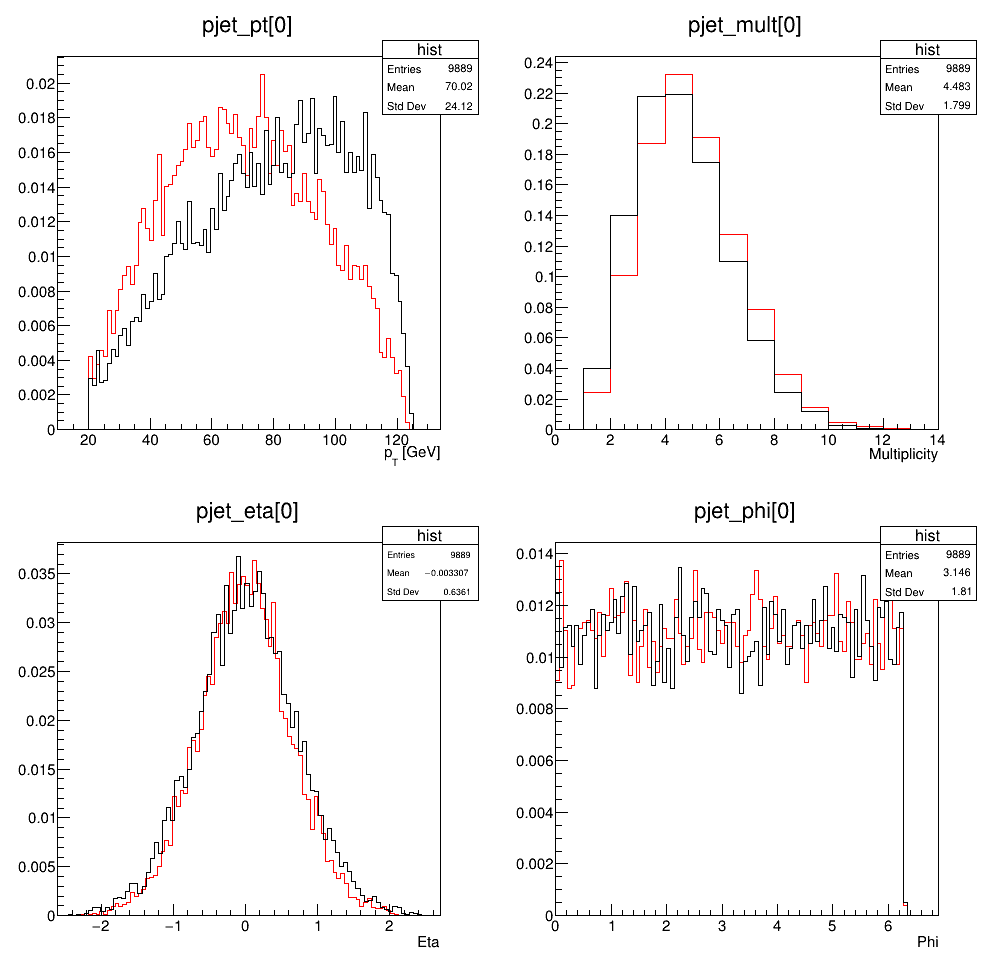 pjet_pt[0]
hist
Entries 9889
Mean 70.02
Std Dev 24.12
0.02
0.018
0.016
0.014
0.012
0.01
0.008
0.006
0.004
0.002
0
20 40 60 80 100 120
p_T [GeV]
pjet_mult[0]
hist
Entries 9889
Mean 4.483
Std Dev 1.799
0.24
0.22
0.2
0.18
0.16
0.14
0.12
0.1
0.08
0.06
0.04
0.02
0
0 2 4 6 8 10 12 14
Multiplicity
pjet_eta[0]
hist
Entries 9889
Mean −0.003307
Std Dev 0.6361
0.035
0.03
0.025
0.02
0.015
0.01
0.005
0
−2 −1 0 1 2
Eta
pjet_phi[0]
hist
Entries 9889
Mean 3.146
Std Dev 1.81
0.014
0.012
0.01
0.008
0.006
0.004
0.002
0
0 1 2 3 4 5 6
Phi